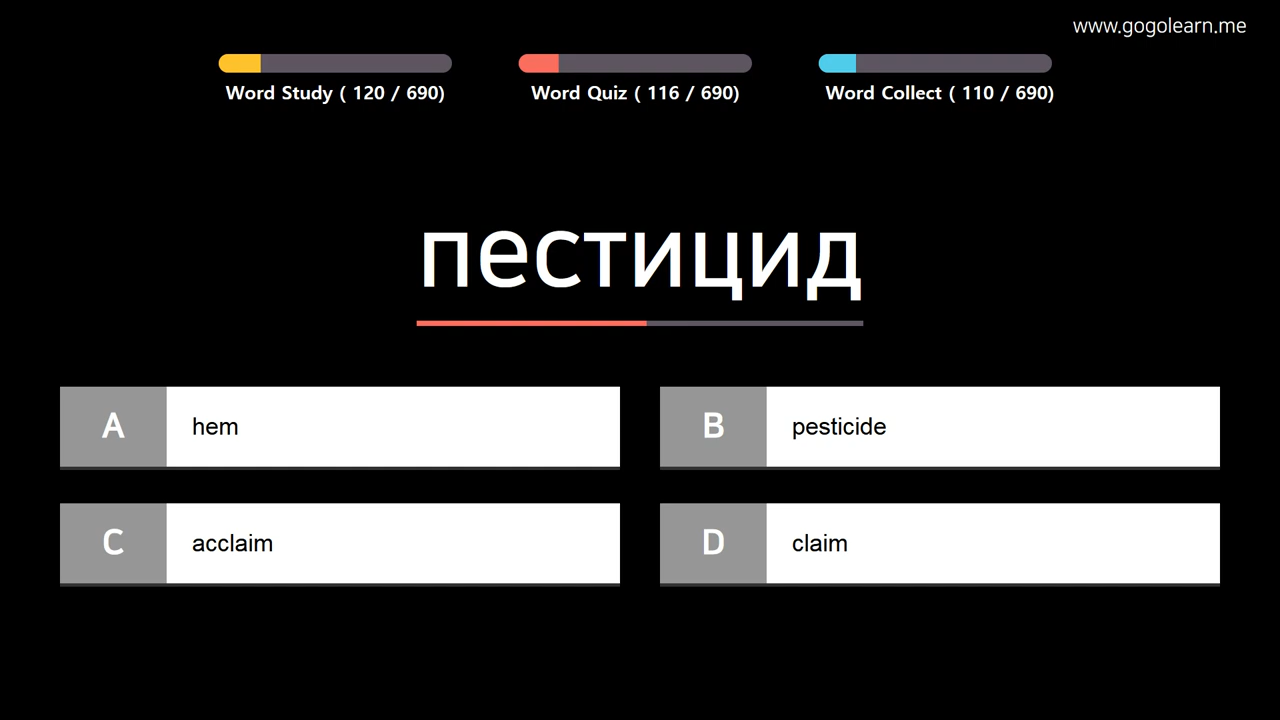 www.gogolearn.me
Word Study ( 120 / 690)
Word Quiz ( 116 / 690)
Word Collect ( 110 / 690)
пестицид
A hem
B pesticide
C acclaim
D claim